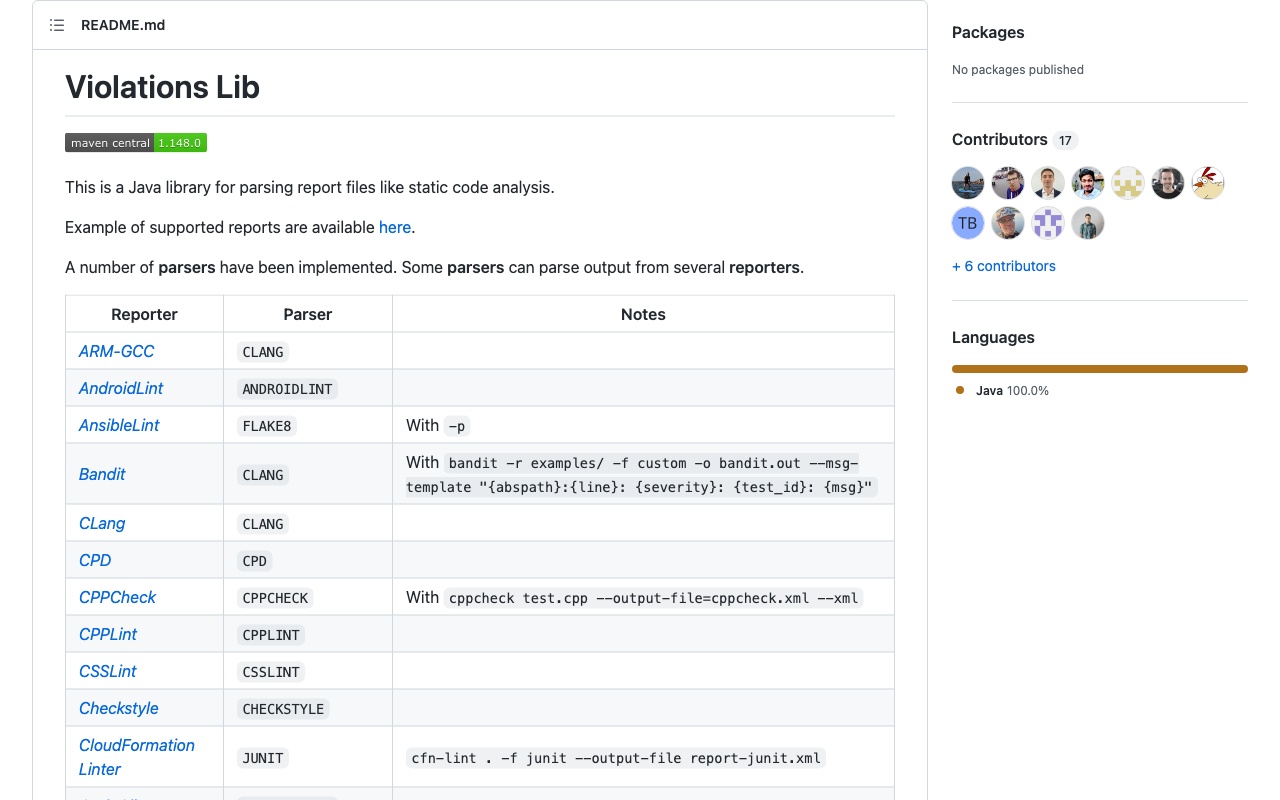 README.md
Violations Lib
maven central 1.148.0
This is a Java library for parsing report files like static code analysis.
Example of supported reports are available here.
A number of parsers have been implemented. Some parsers can parse output from several reporters.
Reporter Parser Notes
ARM-GCC CLANG
AndroidLint ANDROIDLINT
AnsibleLint FLAKE8 With -p
Bandit CLANG With bandit -r examples/ -f custom -o bandit.out --msg-
template "{abspath}:{line}: {severity}: {test_id}: {msg}"
CLang CLANG
CPD CPD
CPPCheck CPPCHECK With cppcheck test.cpp --output-file=cppcheck.xml --xml
CPPLint CPPLINT
CSSLint CSSLINT
Checkstyle CHECKSTYLE
CloudFormation
Linter JUNIT cfn-lint . -f junit --output-file report-junit.xml
Packages
No packages published
Contributors 17
TB
+ 6 contributors
Languages
Java 100.0%